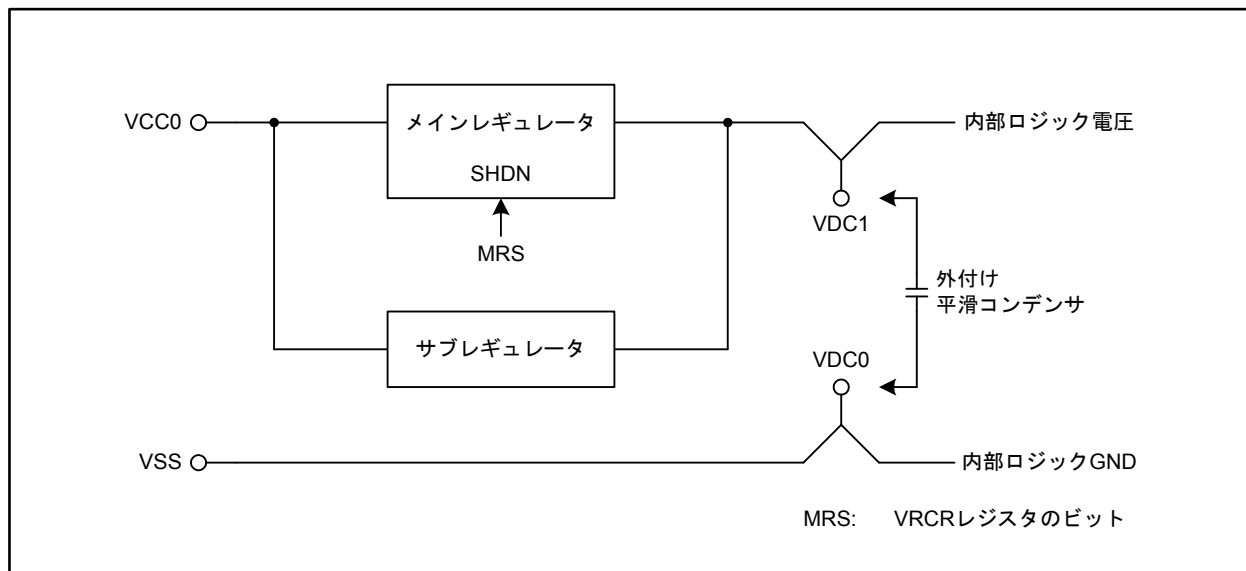 VCC0
メインレギュレータ
SHDN
MRS
内部ロジック電圧
VDC1
外付け
平滑コンデンサ
サブレギュレータ
VDC0
VSS
内部ロジックGND
MRS: VRCRレジスタのビット